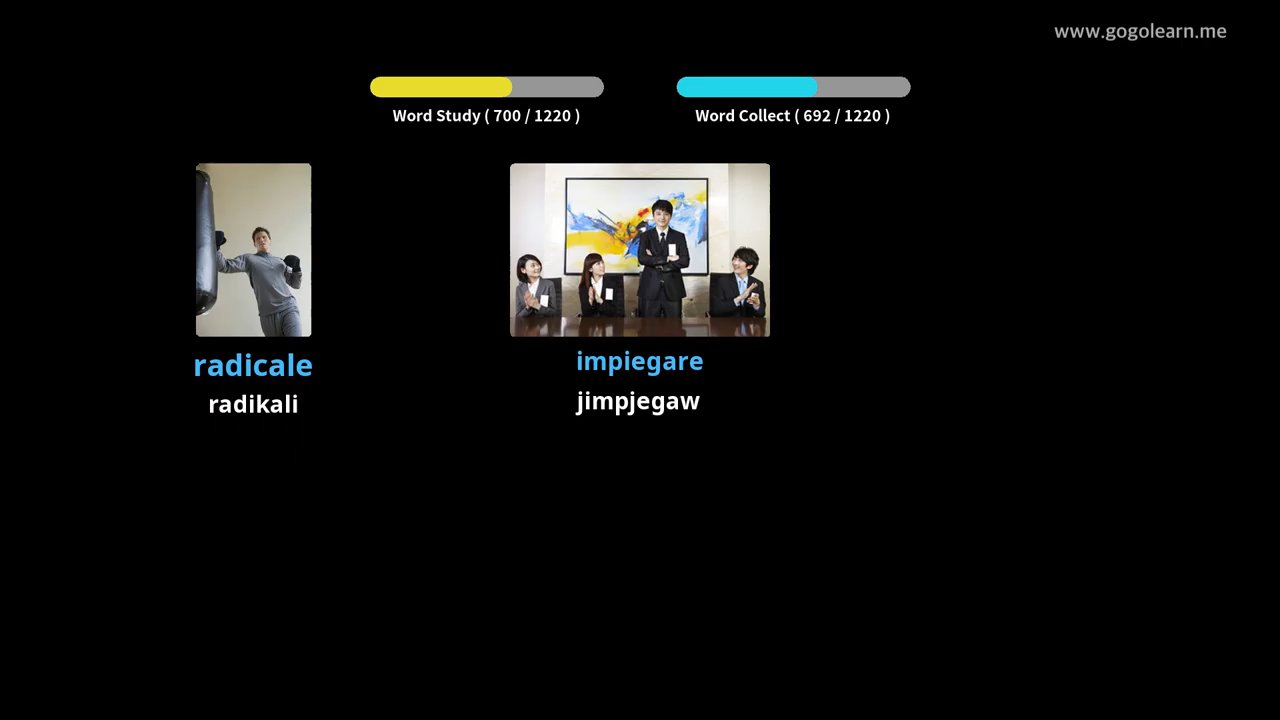 www.gogolearn.me
Word Study ( 700 / 1220 )
Word Collect ( 692 / 1220 )
radicale
radikali
impiegare
jimpjegaw